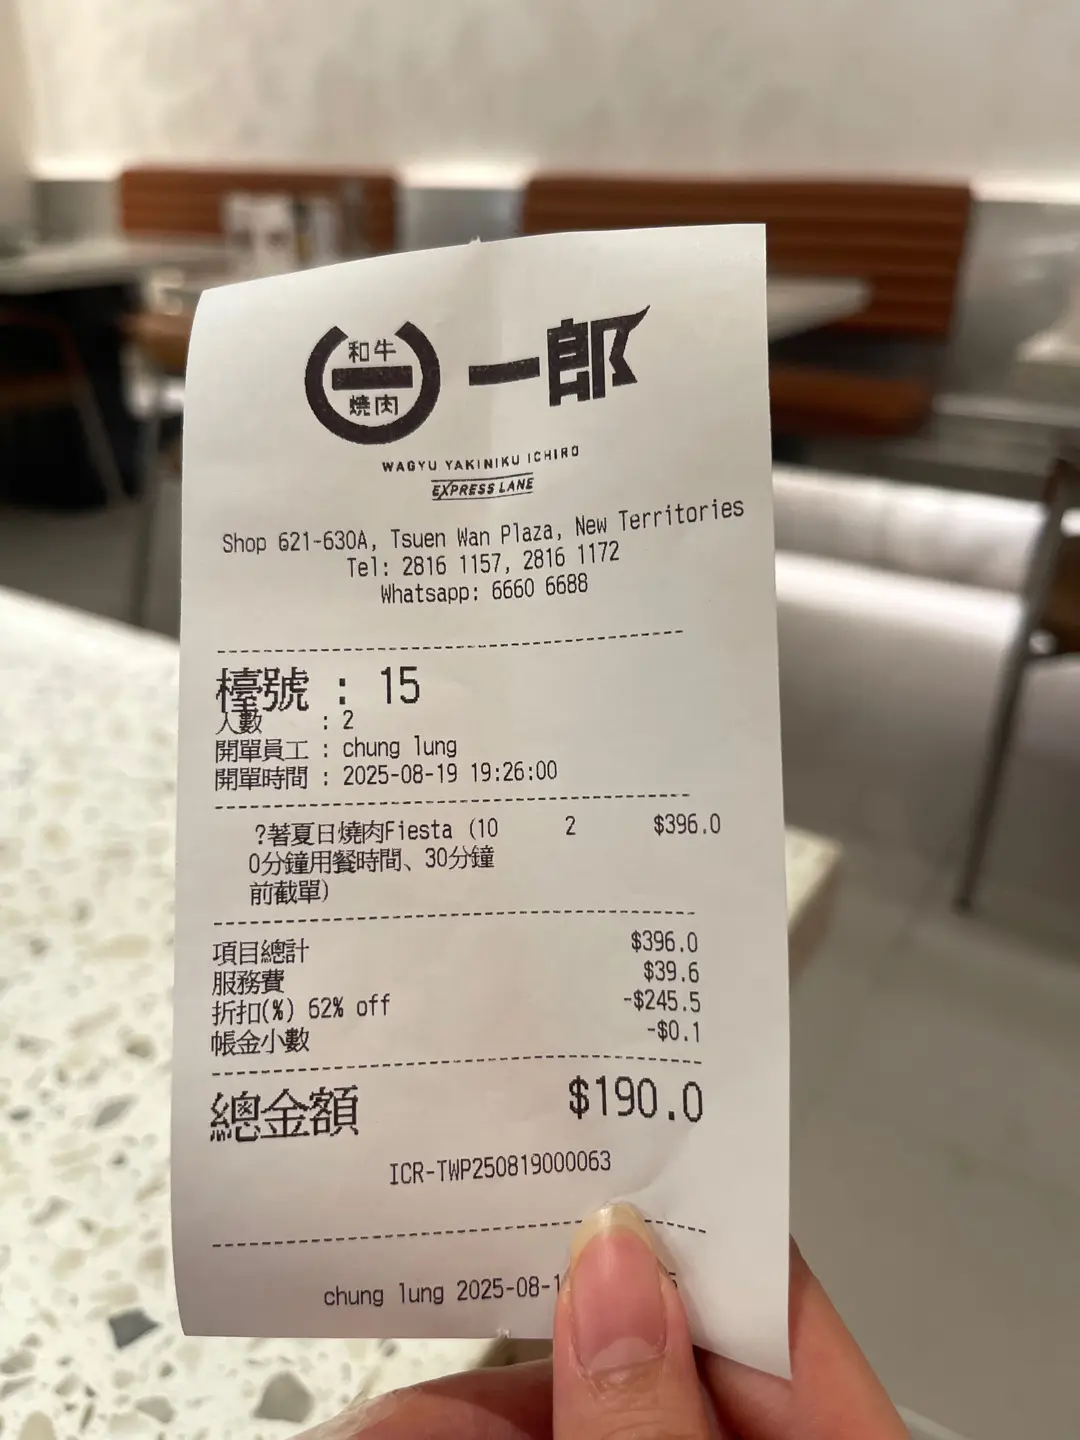 和牛
燒肉
一郎
WAGYU YAKINIKU ICHIRO
EXPRESS LANE
Shop 621-630A, Tsuen Wan Plaza, New Territories
Tel: 2816 1157, 2816 1172
Whatsapp: 6660 6688
檯號 : 15
人數 : 2
開單員工 : chung lung
開單時間 : 2025-08-19 19:26:00
?著夏日燒肉Fiesta (10 2 $396.0
0分鐘用餐時間、30分鐘
前截單)
項目總計 $396.0
服務費 $39.6
折扣(%) 62% off -$245.5
帳金小數 -$0.1
總金額 $190.0
ICR-TWP250819000063
chung lung 2025-08-1